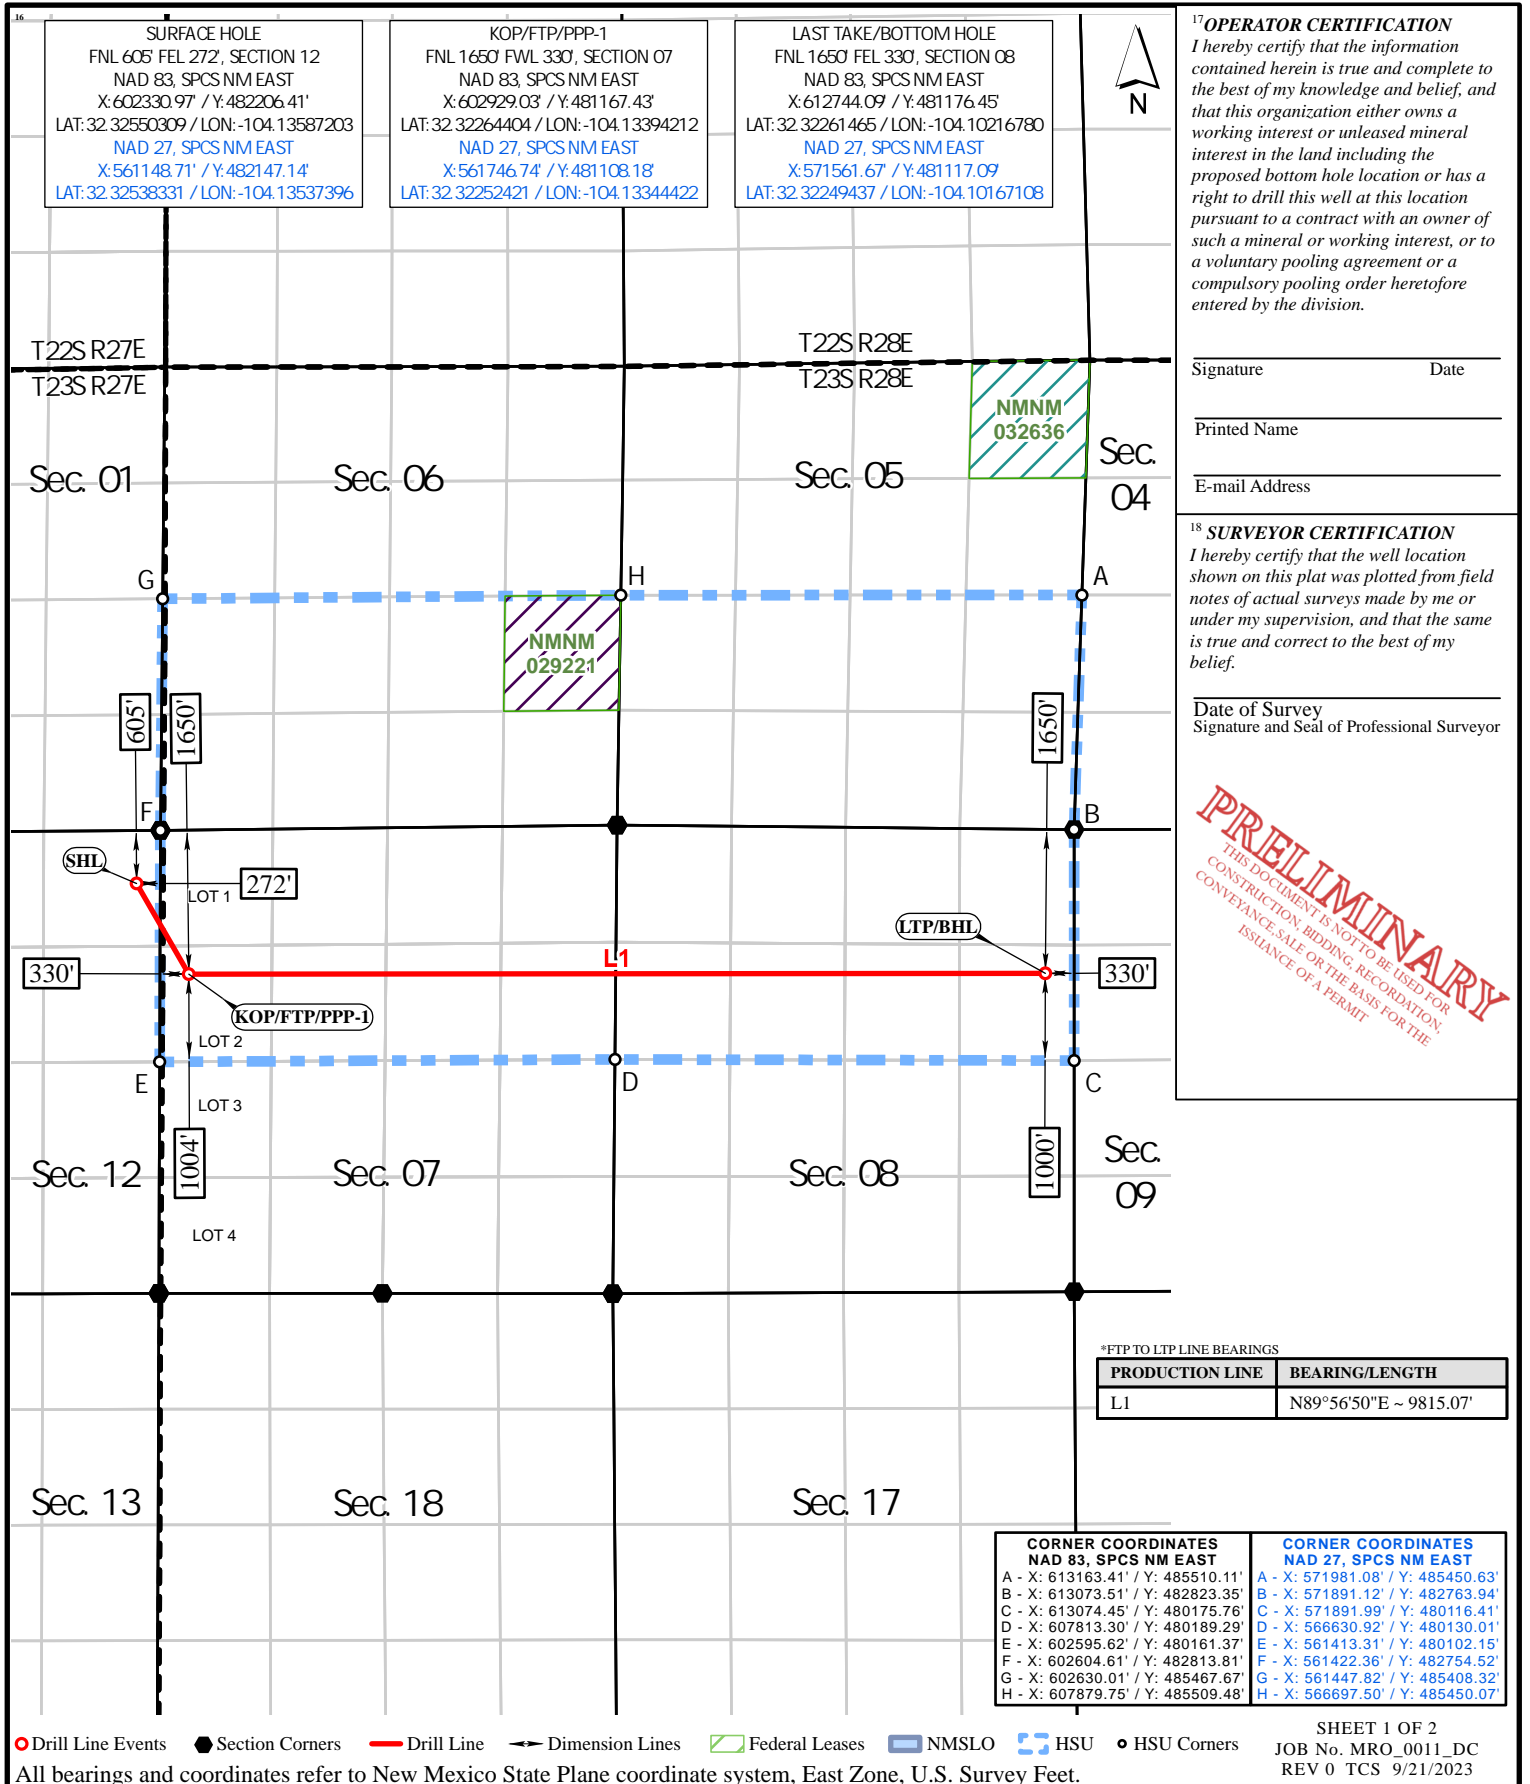 16
SURFACE HOLE
FNL 605' FEL 272', SECTION 12
NAD 83, SPCS NM EAST
X:602330.97' / Y:482206.41'
LAT:32.32550309 / LON:-104.13587203
NAD 27, SPCS NM EAST
X:561148.71' / Y:482147.14'
LAT:32.32538331 / LON:-104.13537396
KOP/FTP/PPP-1
FNL 1650' FWL 330', SECTION 07
NAD 83, SPCS NM EAST
X:602929.03' / Y:481167.43'
LAT:32.32264404 / LON:-104.13394212
NAD 27, SPCS NM EAST
X:561746.74' / Y:481108.18'
LAT:32.32252421 / LON:-104.13344422
LAST TAKE/BOTTOM HOLE
FNL 1650' FEL 330', SECTION 08
NAD 83, SPCS NM EAST
X:612744.09' / Y:481176.45'
LAT:32.32261465 / LON:-104.10216780
NAD 27, SPCS NM EAST
X:571561.67' / Y:481117.09'
LAT:32.32249437 / LON:-104.10167108
N
17 OPERATOR CERTIFICATION
I hereby certify that the information
contained herein is true and complete to
the best of my knowledge and belief, and
that this organization either owns a
working interest or unleased mineral
interest in the land including the
proposed bottom hole location or has a
right to drill this well at this location
pursuant to a contract with an owner of
such a mineral or working interest, or to
a voluntary pooling agreement or a
compulsory pooling order heretofore
entered by the division.
Signature Date
Printed Name
E-mail Address
18 SURVEYOR CERTIFICATION
I hereby certify that the well location
shown on this plat was plotted from field
notes of actual surveys made by me or
under my supervision, and that the same
is true and correct to the best of my
belief.
Date of Survey
Signature and Seal of Professional Surveyor
PRELIMINARY
THIS DOCUMENT IS NOT TO BE USED FOR
CONSTRUCTION, BIDDING, RECORDATION,
CONVEYANCE, SALE OR THE BASIS FOR THE
ISSUANCE OF A PERMIT
T22S R27E
T23S R27E
T22S R28E
T23S R28E
NMNM
032636
Sec. 01
Sec. 06
Sec. 05
Sec.
04
G
H
A
NMNM
029221
605'
1650'
1650'
F
B
SHL
272'
LOT 1
LTP/BHL
L1
330'
330'
KOP/FTP/PPP-1
LOT 2
E
D
C
LOT 3
1004'
1000'
Sec. 12
Sec. 07
Sec. 08
Sec.
09
LOT 4
*FTP TO LTP LINE BEARINGS
PRODUCTION LINE BEARING/LENGTH
L1 N89°56'50"E ~ 9815.07'
Sec. 13
Sec. 18
Sec. 17
CORNER COORDINATES
NAD 83, SPCS NM EAST
A - X: 613163.41' / Y: 485510.11'
B - X: 613073.51' / Y: 482823.35'
C - X: 613074.45' / Y: 480175.76'
D - X: 607813.30' / Y: 480189.29'
E - X: 602595.62' / Y: 480161.37'
F - X: 602604.61' / Y: 482813.81'
G - X: 602630.01' / Y: 485467.67'
H - X: 607879.75' / Y: 485509.48'
CORNER COORDINATES
NAD 27, SPCS NM EAST
A - X: 571981.08' / Y: 485450.63'
B - X: 571891.12' / Y: 482763.94'
C - X: 571891.99' / Y: 480116.41'
D - X: 566630.92' / Y: 480130.01'
E - X: 561413.31' / Y: 480102.15'
F - X: 561422.36' / Y: 482754.52'
G - X: 561447.82' / Y: 485408.32'
H - X: 566697.50' / Y: 485450.07'
Drill Line Events Section Corners Drill Line Dimension Lines Federal Leases NMSLO HSU HSU Corners
All bearings and coordinates refer to New Mexico State Plane coordinate system, East Zone, U.S. Survey Feet.
SHEET 1 OF 2
JOB No. MRO_0011_DC
REV 0 TCS 9/21/2023